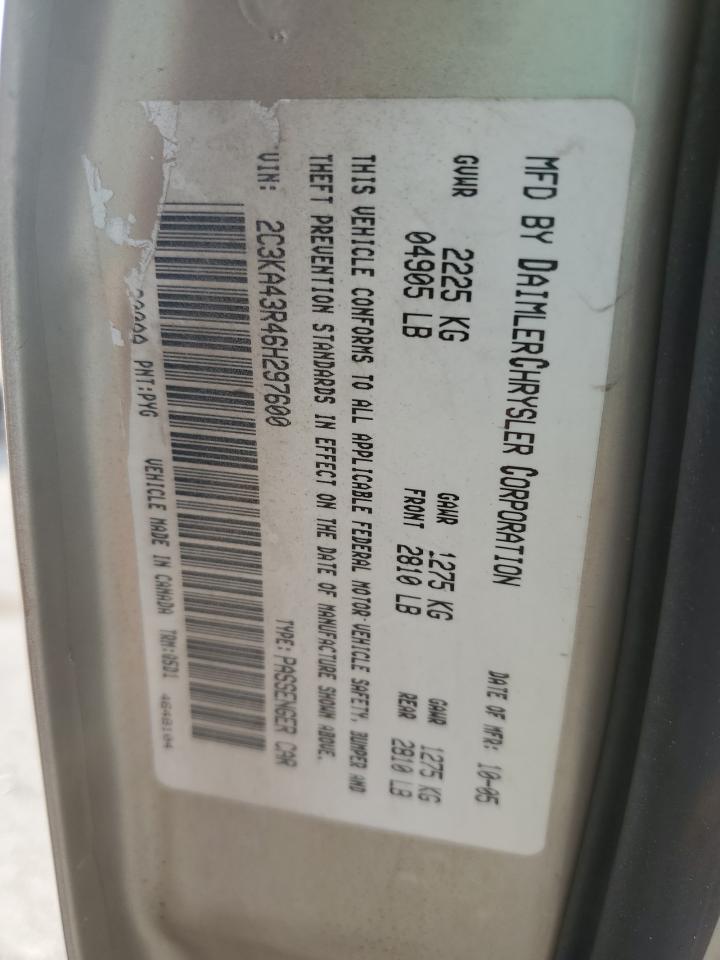 MFD BY DAIMLERCHRYSLER CORPORATION
DATE OF MFR: 10-05
GVWR 2225 KG
04905 LB
GAWR 1275 KG
FRONT 2810 LB
GAWR 1275 KG
REAR 2810 LB
THIS VEHICLE CONFORMS TO ALL APPLICABLE FEDERAL MOTOR VEHICLE SAFETY, BUMPER AND
THEFT PREVENTION STANDARDS IN EFFECT ON THE DATE OF MANUFACTURE SHOWN ABOVE.
VIN: 2C3KA43R46H297600
TYPE: PASSENGER CAR
PNT:PYG VEHICLE MADE IN CANADA TRM:05D1